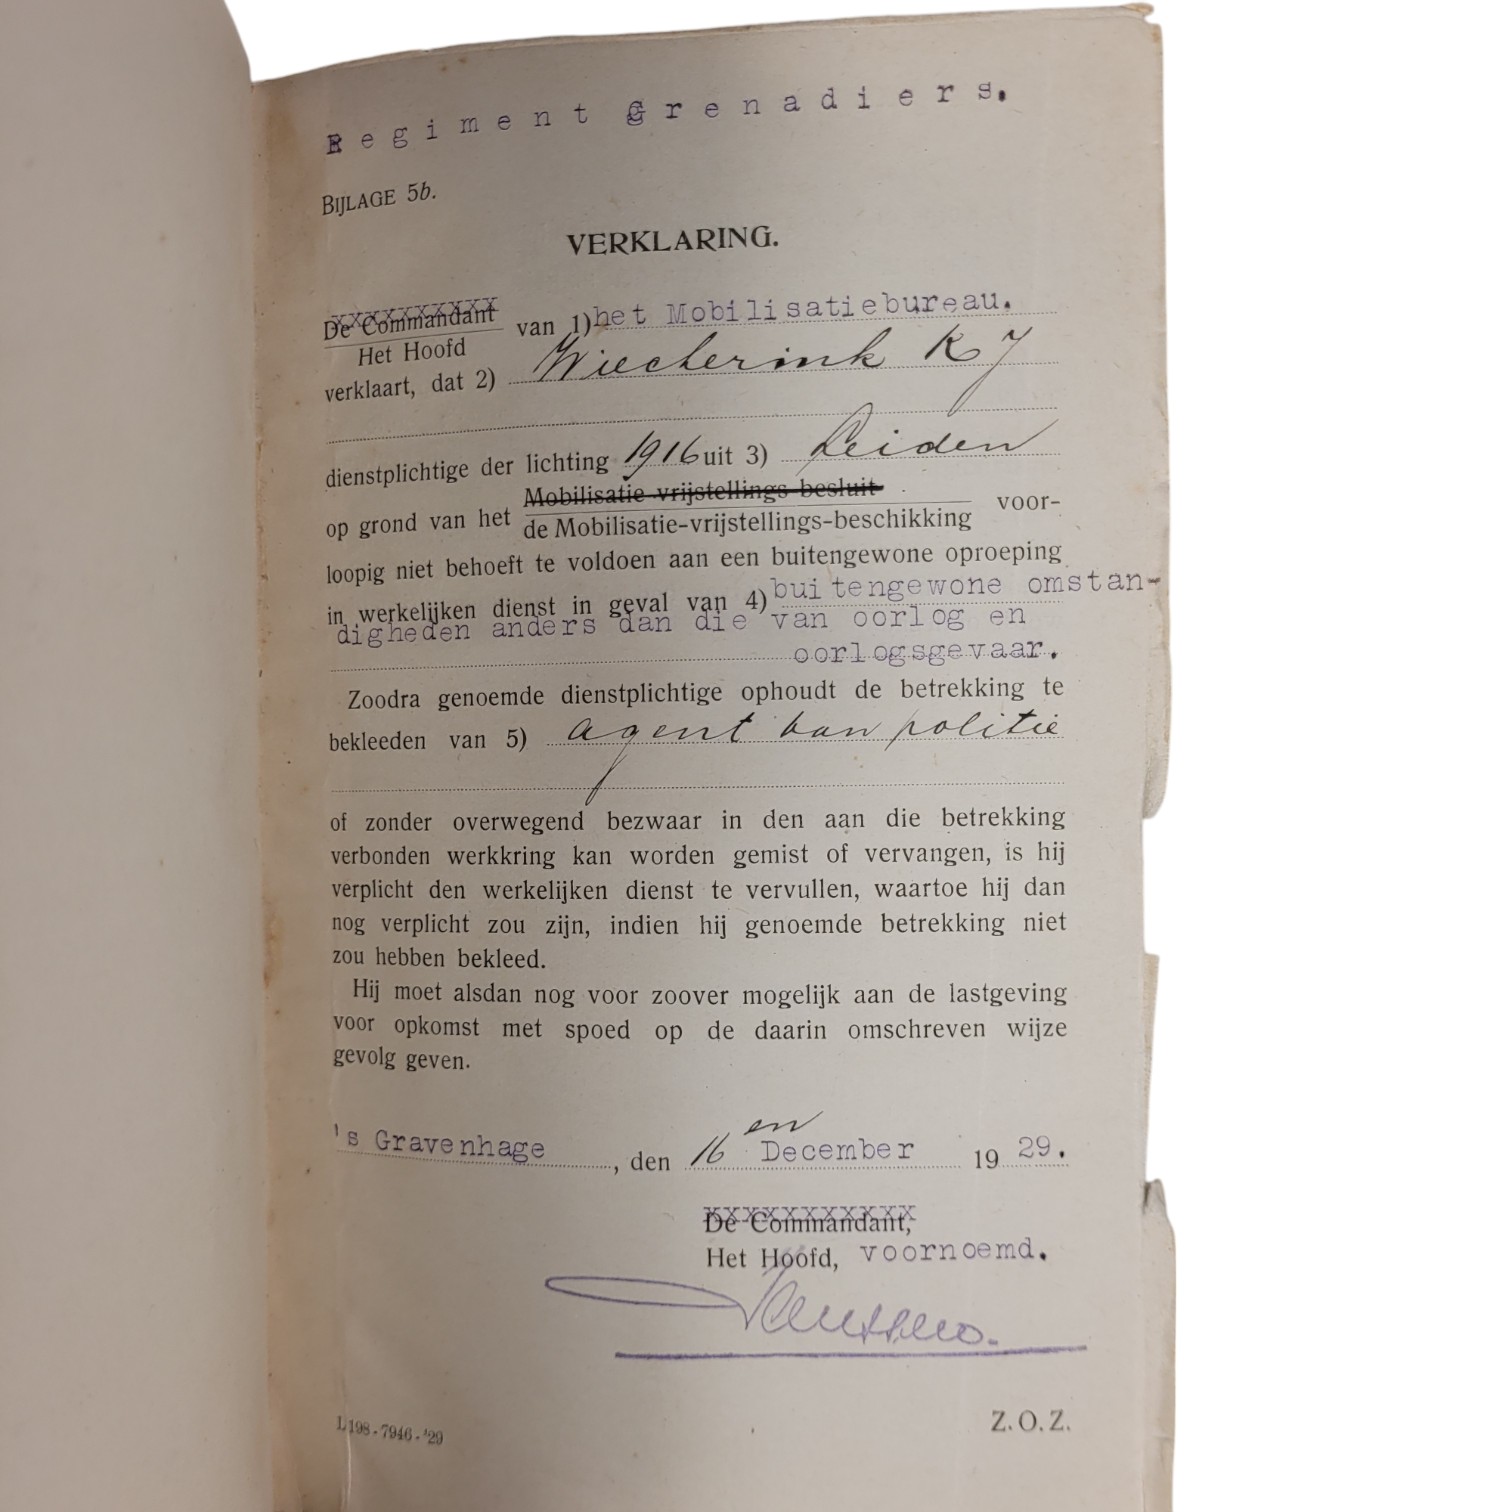 Regiment Grenadiers.
BIJLAGE 5b.
VERKLARING.
De Commandant
Het Hoofd van 1) het Mobilisatiebureau.
verklaart, dat 2) Wiecherink K J
dienstplichtige der lichting 1916 uit 3) Leiden
Mobilisatie-vrijstellings-besluit
op grond van het de Mobilisatie-vrijstellings-beschikking voor-
loopig niet behoeft te voldoen aan een buitengewone oproeping
in werkelijken dienst in geval van 4) buitengewone omstan-
digheden anders dan die van oorlog en
oorlogsgevaar.
Zoodra genoemde dienstplichtige ophoudt de betrekking te
bekleeden van 5) agent van politie
of zonder overwegend bezwaar in den aan die betrekking
verbonden werkkring kan worden gemist of vervangen, is hij
verplicht den werkelijken dienst te vervullen, waartoe hij dan
nog verplicht zou zijn, indien hij genoemde betrekking niet
zou hebben bekleed.
Hij moet alsdan nog voor zoover mogelijk aan de lastgeving
voor opkomst met spoed op de daarin omschreven wijze
gevolg geven.
's Gravenhage, den 16 en December 1929.
De Commandant,
Het Hoofd, voornoemd.
L 198-7946-'29
Z.O.Z.